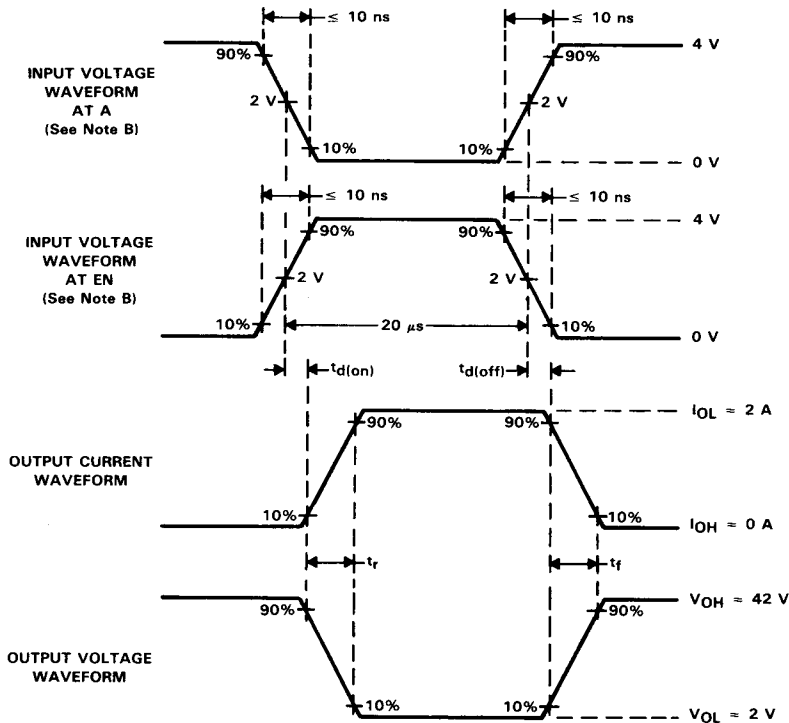 ≤ 10 ns ≤ 10 ns
90% 90% 4 V
INPUT VOLTAGE
WAVEFORM
AT A
(See Note B)
2 V 2 V
10% 10%
0 V
≤ 10 ns ≤ 10 ns
4 V
90% 90%
INPUT VOLTAGE
WAVEFORM
AT EN
(See Note B)
2 V 2 V
10% 20 μs 10%
0 V
td(on) td(off)
IOL ≈ 2 A
90% 90%
OUTPUT CURRENT
WAVEFORM
10% 10%
IOH ≈ 0 A
tr tf
VOH ≈ 42 V
90% 90%
OUTPUT VOLTAGE
WAVEFORM
10% 10%
VOL ≈ 2 V